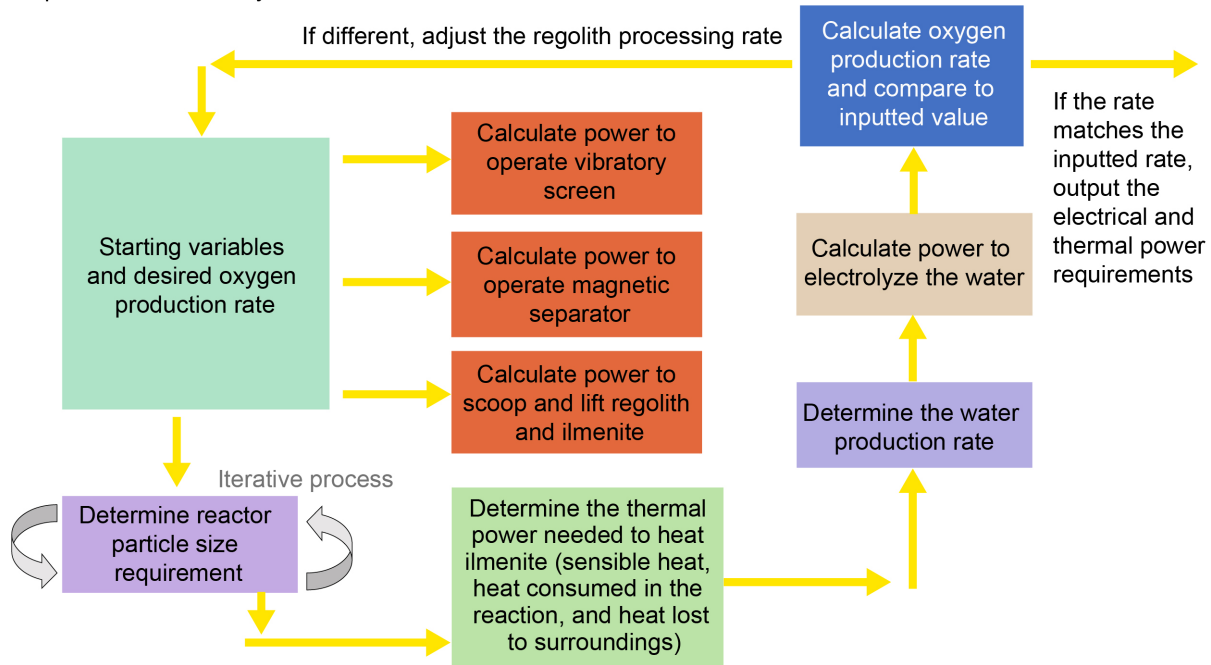 If different, adjust the regolith processing rate
Calculate oxygen
production rate
and compare to
inputted value
If the rate
matches the
inputted rate,
output the
electrical and
thermal power
requirements
Starting variables
and desired oxygen
production rate
Calculate power to
operate vibratory
screen
Calculate power to
operate magnetic
separator
Calculate power to
scoop and lift regolith
and ilmenite
Calculate power to
electrolyze the water
Determine the water
production rate
Iterative process
Determine reactor
particle size
requirement
Determine the thermal
power needed to heat
ilmenite (sensible heat,
heat consumed in the
reaction, and heat lost
to surroundings)